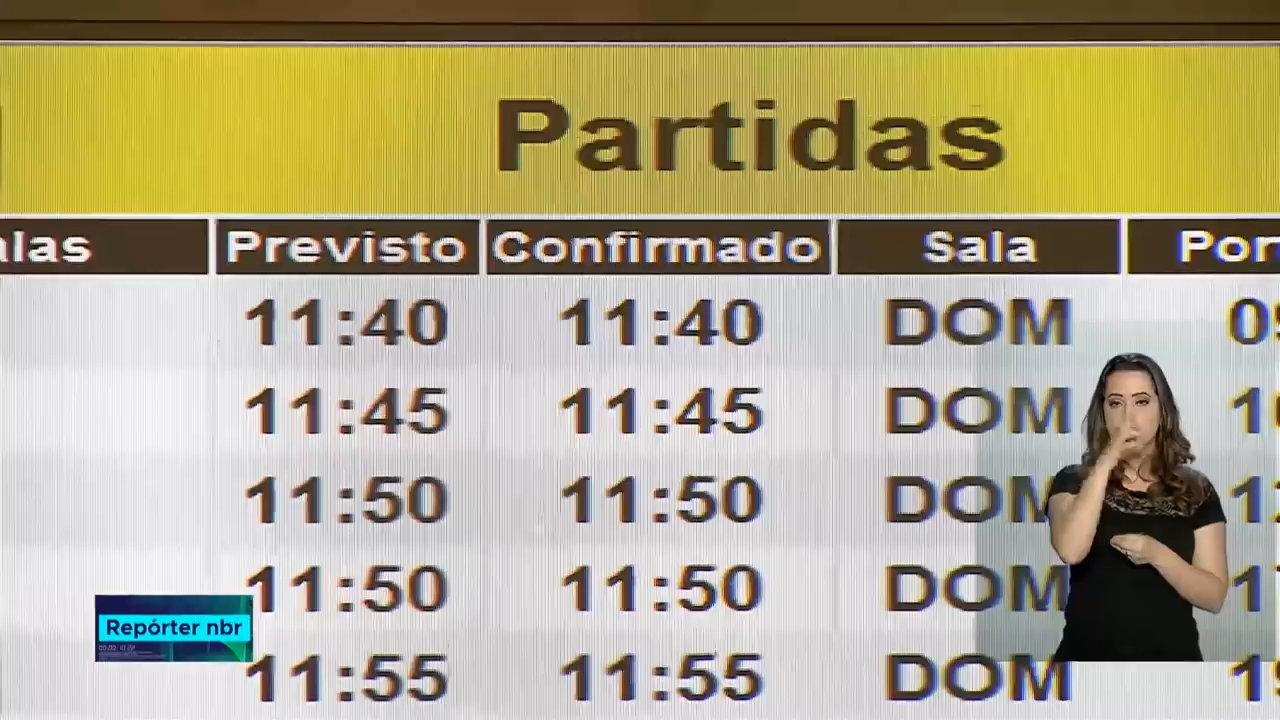 Partidas
Previsto Confirmado Sala
11:40 11:40 DOM
11:45 11:45 DOM
11:50 11:50 DOM
11:50 11:50 DOM
Repórter nbr
11:55 11:55 DOM